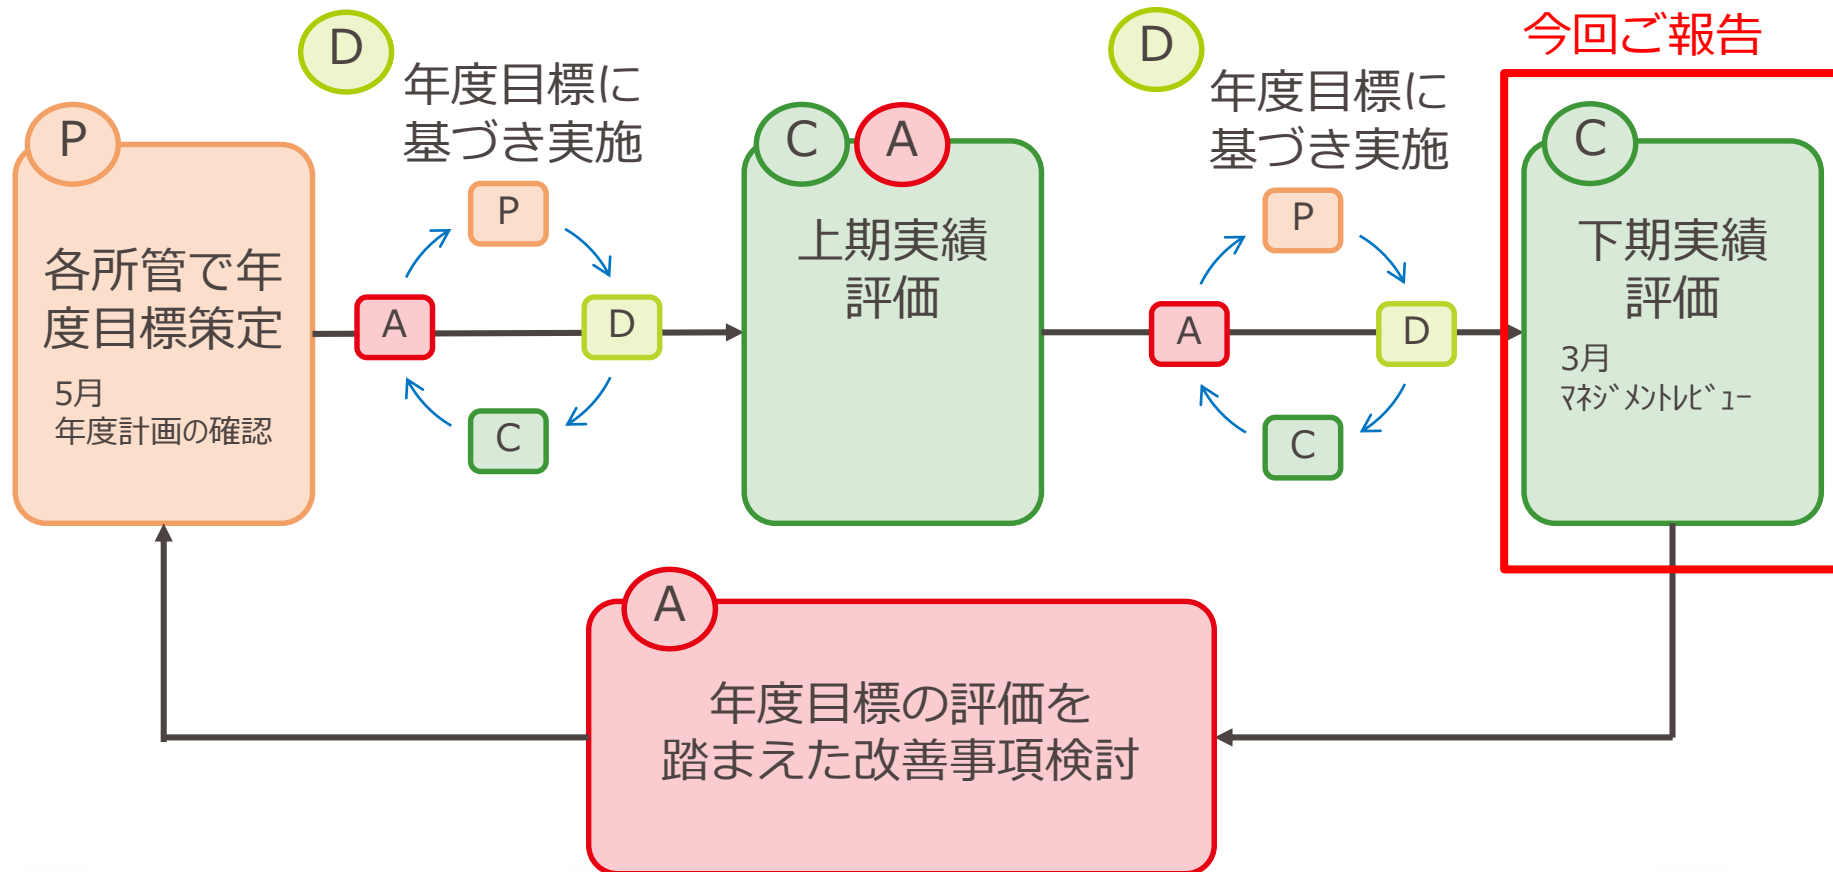 今回ご報告
D
年度目標に
基づき実施
D
年度目標に
基づき実施
P
各所管で年
度目標策定
5月
年度計画の確認
P
A
D
C
C
A
上期実績
評価
P
A
D
C
C
下期実績
評価
3月
ﾏﾈｼﾞﾒﾝﾄﾚﾋﾞｭｰ
A
年度目標の評価を
踏まえた改善事項検討